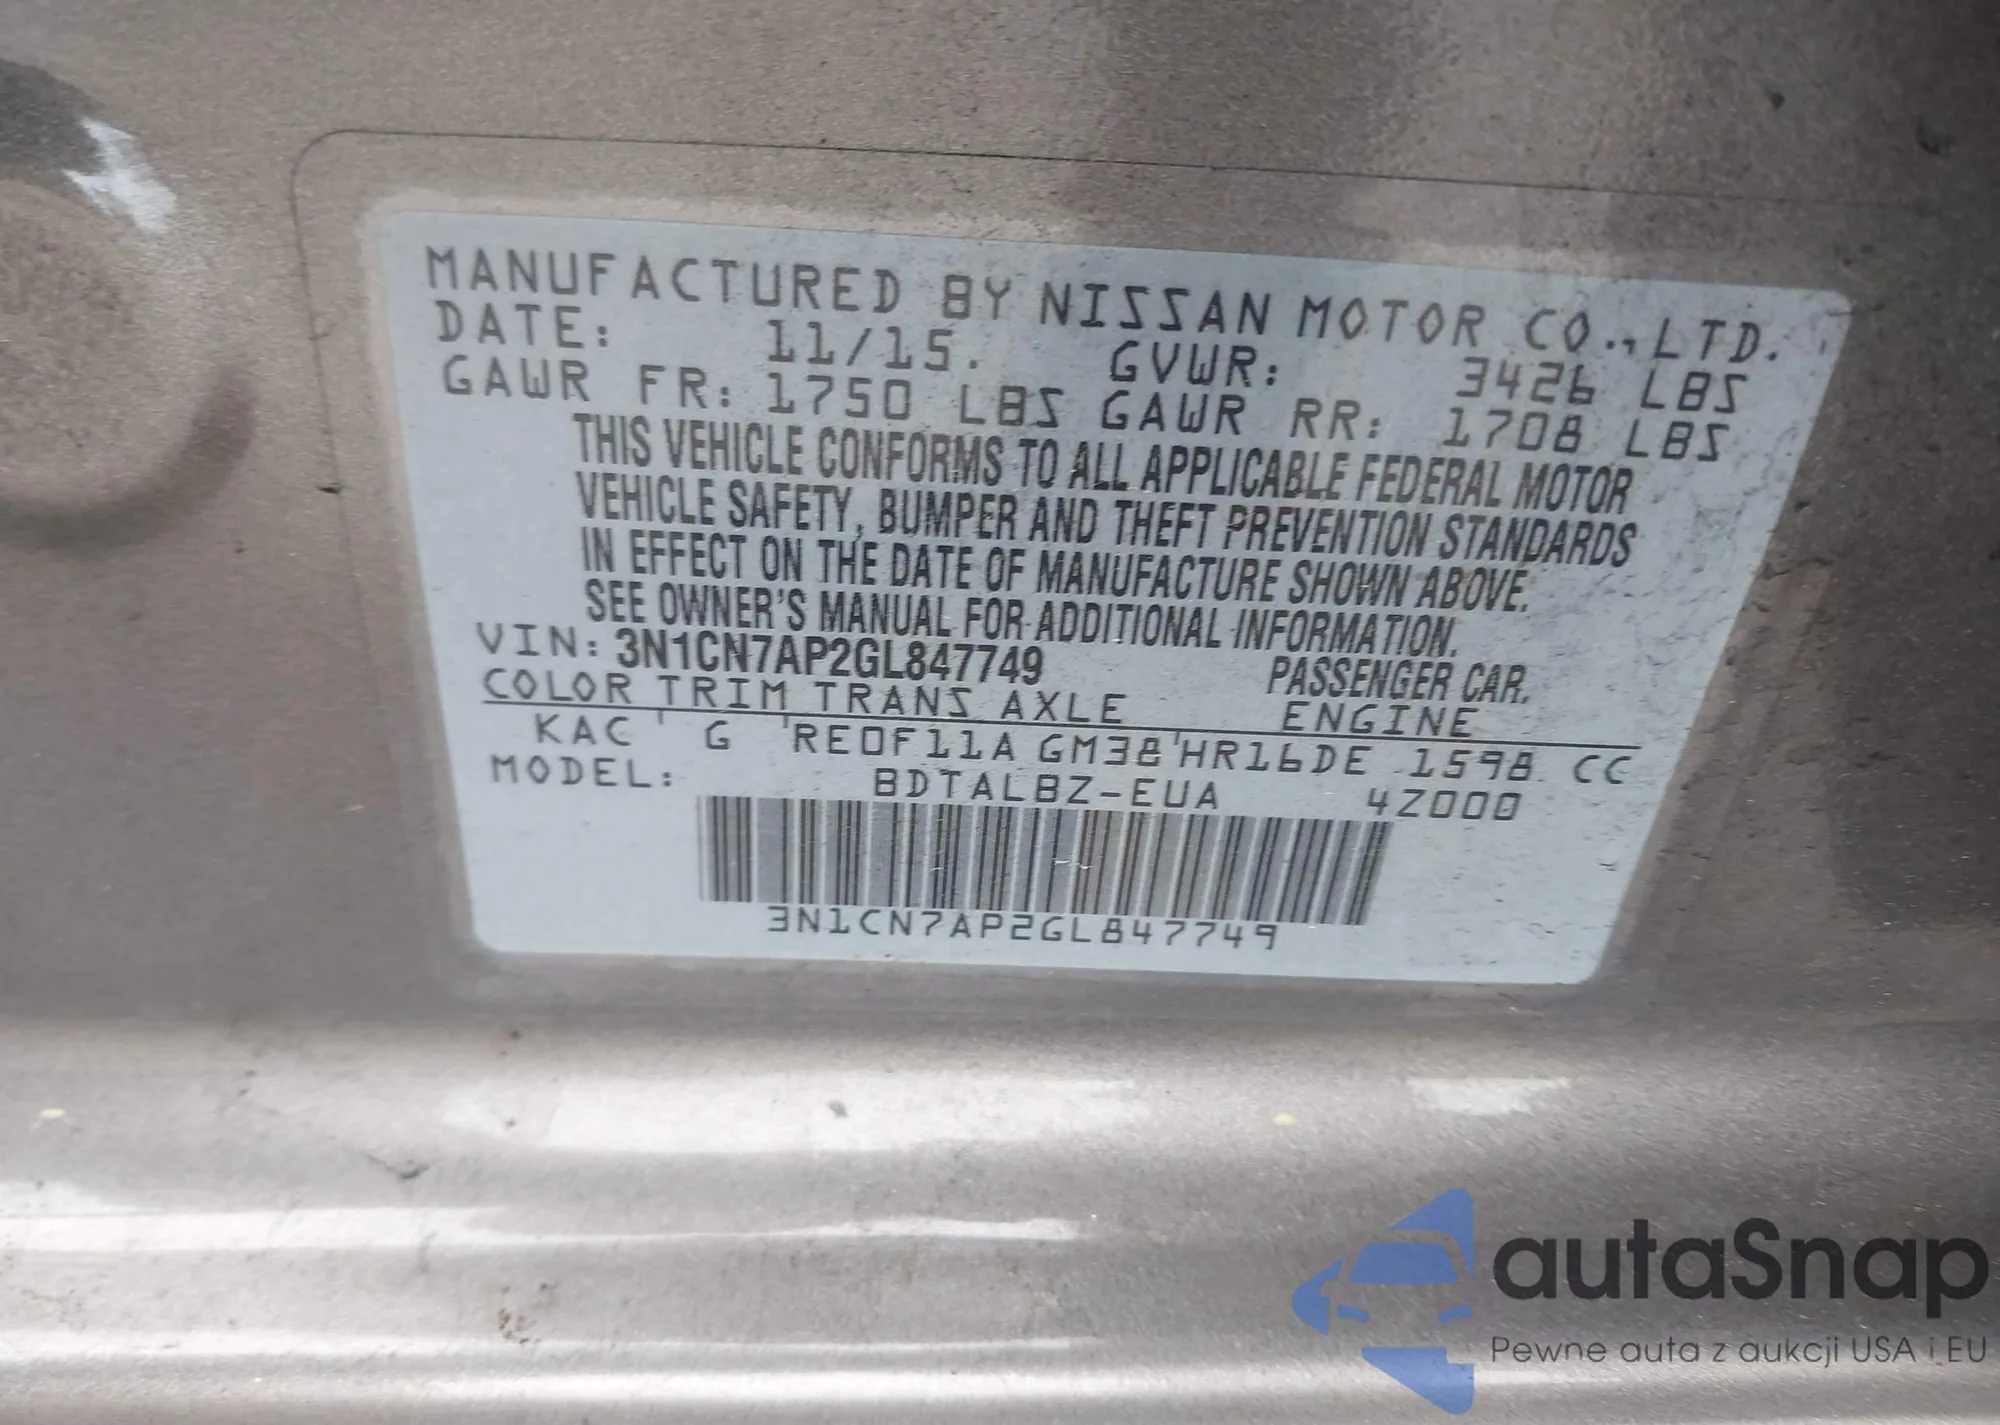 MANUFACTURED BY NISSAN MOTOR CO., LTD.
DATE: 11/15. GVWR: 3426 LBS
GAWR FR: 1750 LBS GAWR RR: 1708 LBS
THIS VEHICLE CONFORMS TO ALL APPLICABLE FEDERAL MOTOR
VEHICLE SAFETY, BUMPER AND THEFT PREVENTION STANDARDS
IN EFFECT ON THE DATE OF MANUFACTURE SHOWN ABOVE.
SEE OWNER'S MANUAL FOR ADDITIONAL INFORMATION.
VIN: 3N1CN7AP2GL847749 PASSENGER CAR.
COLOR TRIM TRANS AXLE ENGINE
KAC G RE0F11A GM38 HR16DE 1598 CC
MODEL: BDTALBZ-EUA 4Z000
3N1CN7AP2GL847749
autaSnap
Pewne auta z aukcji USA i EU